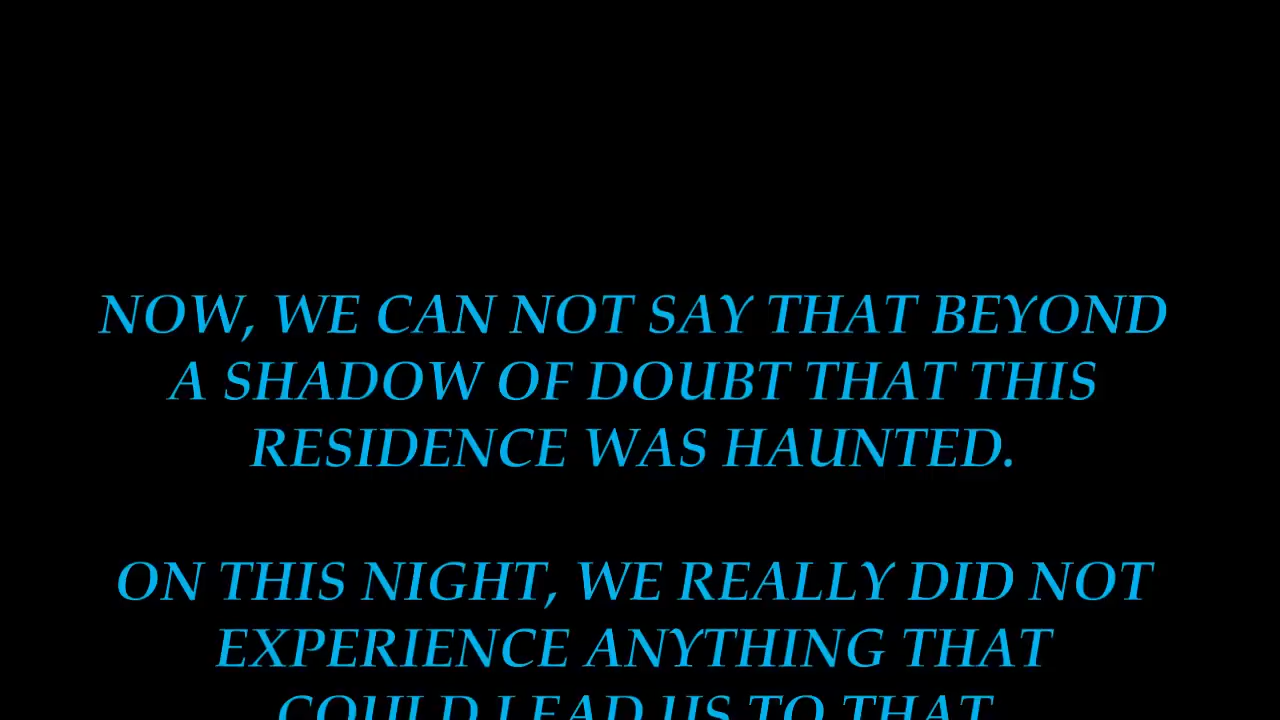 NOW, WE CAN NOT SAY THAT BEYOND
A SHADOW OF DOUBT THAT THIS
RESIDENCE WAS HAUNTED.
ON THIS NIGHT, WE REALLY DID NOT
EXPERIENCE ANYTHING THAT
COULD LEAD US TO THAT